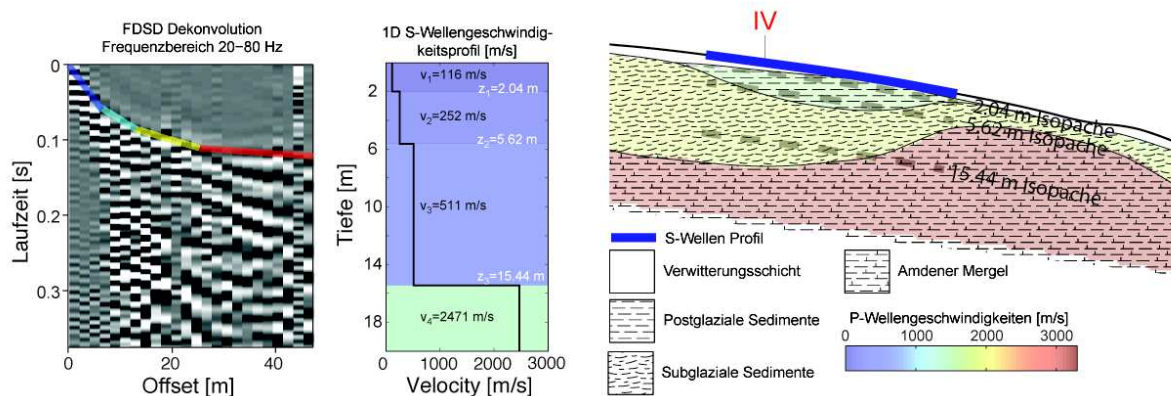 FDSD Dekonvolution
Frequenzbereich 20−80 Hz
Laufzeit [s]
0
0.1
0.2
0.3
0 20 40
Offset [m]
1D S-Wellengeschwindig-
keitsprofil [m/s]
Tiefe [m]
2
6
10
14
18
v1=116 m/s
z1=2.04 m
v2=252 m/s
z2=5.62 m
v3=511 m/s
z3=15.44 m
v4=2471 m/s
0 1000 2000 3000
Velocity [m/s]
IV
2.04 m Isopache
5.62 m Isopache
15.44 m Isopache
S-Wellen Profil
Verwitterungsschicht
Amdener Mergel
Postglaziale Sedimente
Subglaziale Sedimente
P-Wellengeschwindigkeiten [m/s]
0 1000 2000 3000